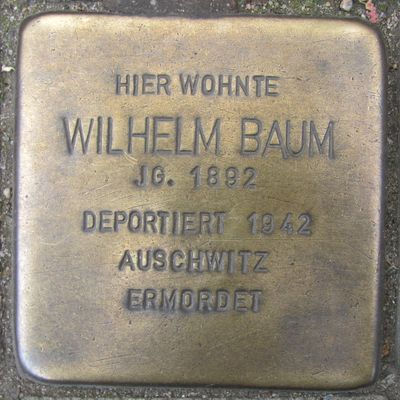 HIER WOHNTE
WILHELM BAUM
JG. 1892
DEPORTIERT 1942
AUSCHWITZ
ERMORDET